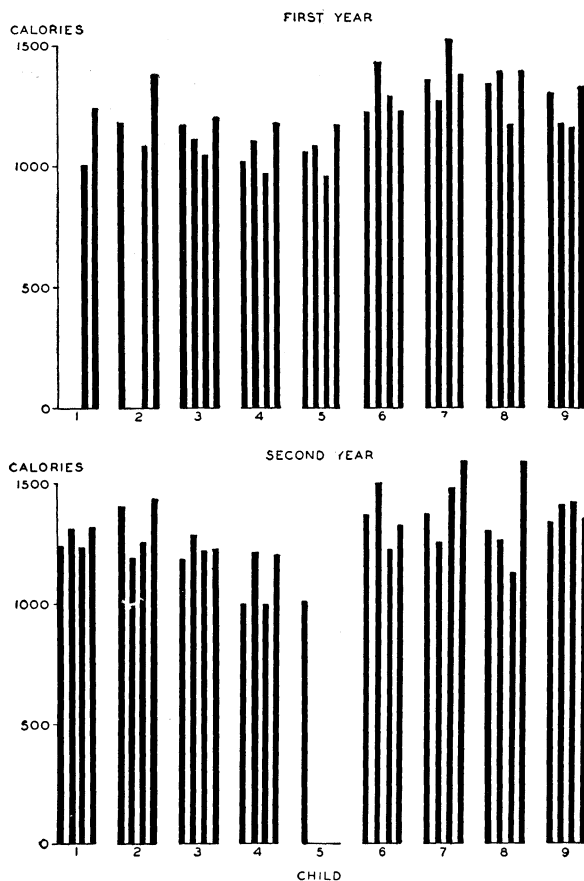 FIRST YEAR
CALORIES
1500
1000
500
0
1 2 3 4 5 6 7 8 9
SECOND YEAR
CALORIES
1500
1000
500
0
1 2 3 4 5 6 7 8 9
CHILD